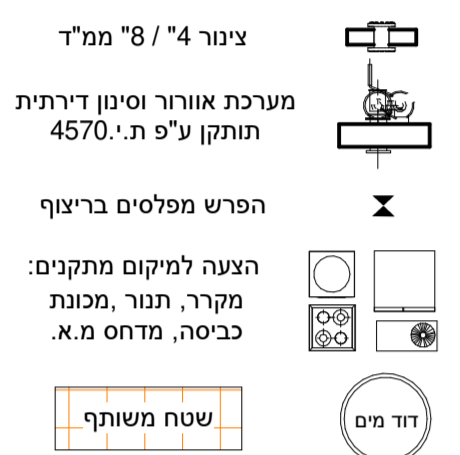 צינור 4" / 8" ממ"ד
מערכת אוורור וסינון דירתית
תותקן ע"פ ת.י.4570
הפרש מפלסים בריצוף
הצעה למיקום מתקנים:
מקרר, תנור ,מכונת
כביסה, מדחס מ.א.
שטח משותף
דוד מים